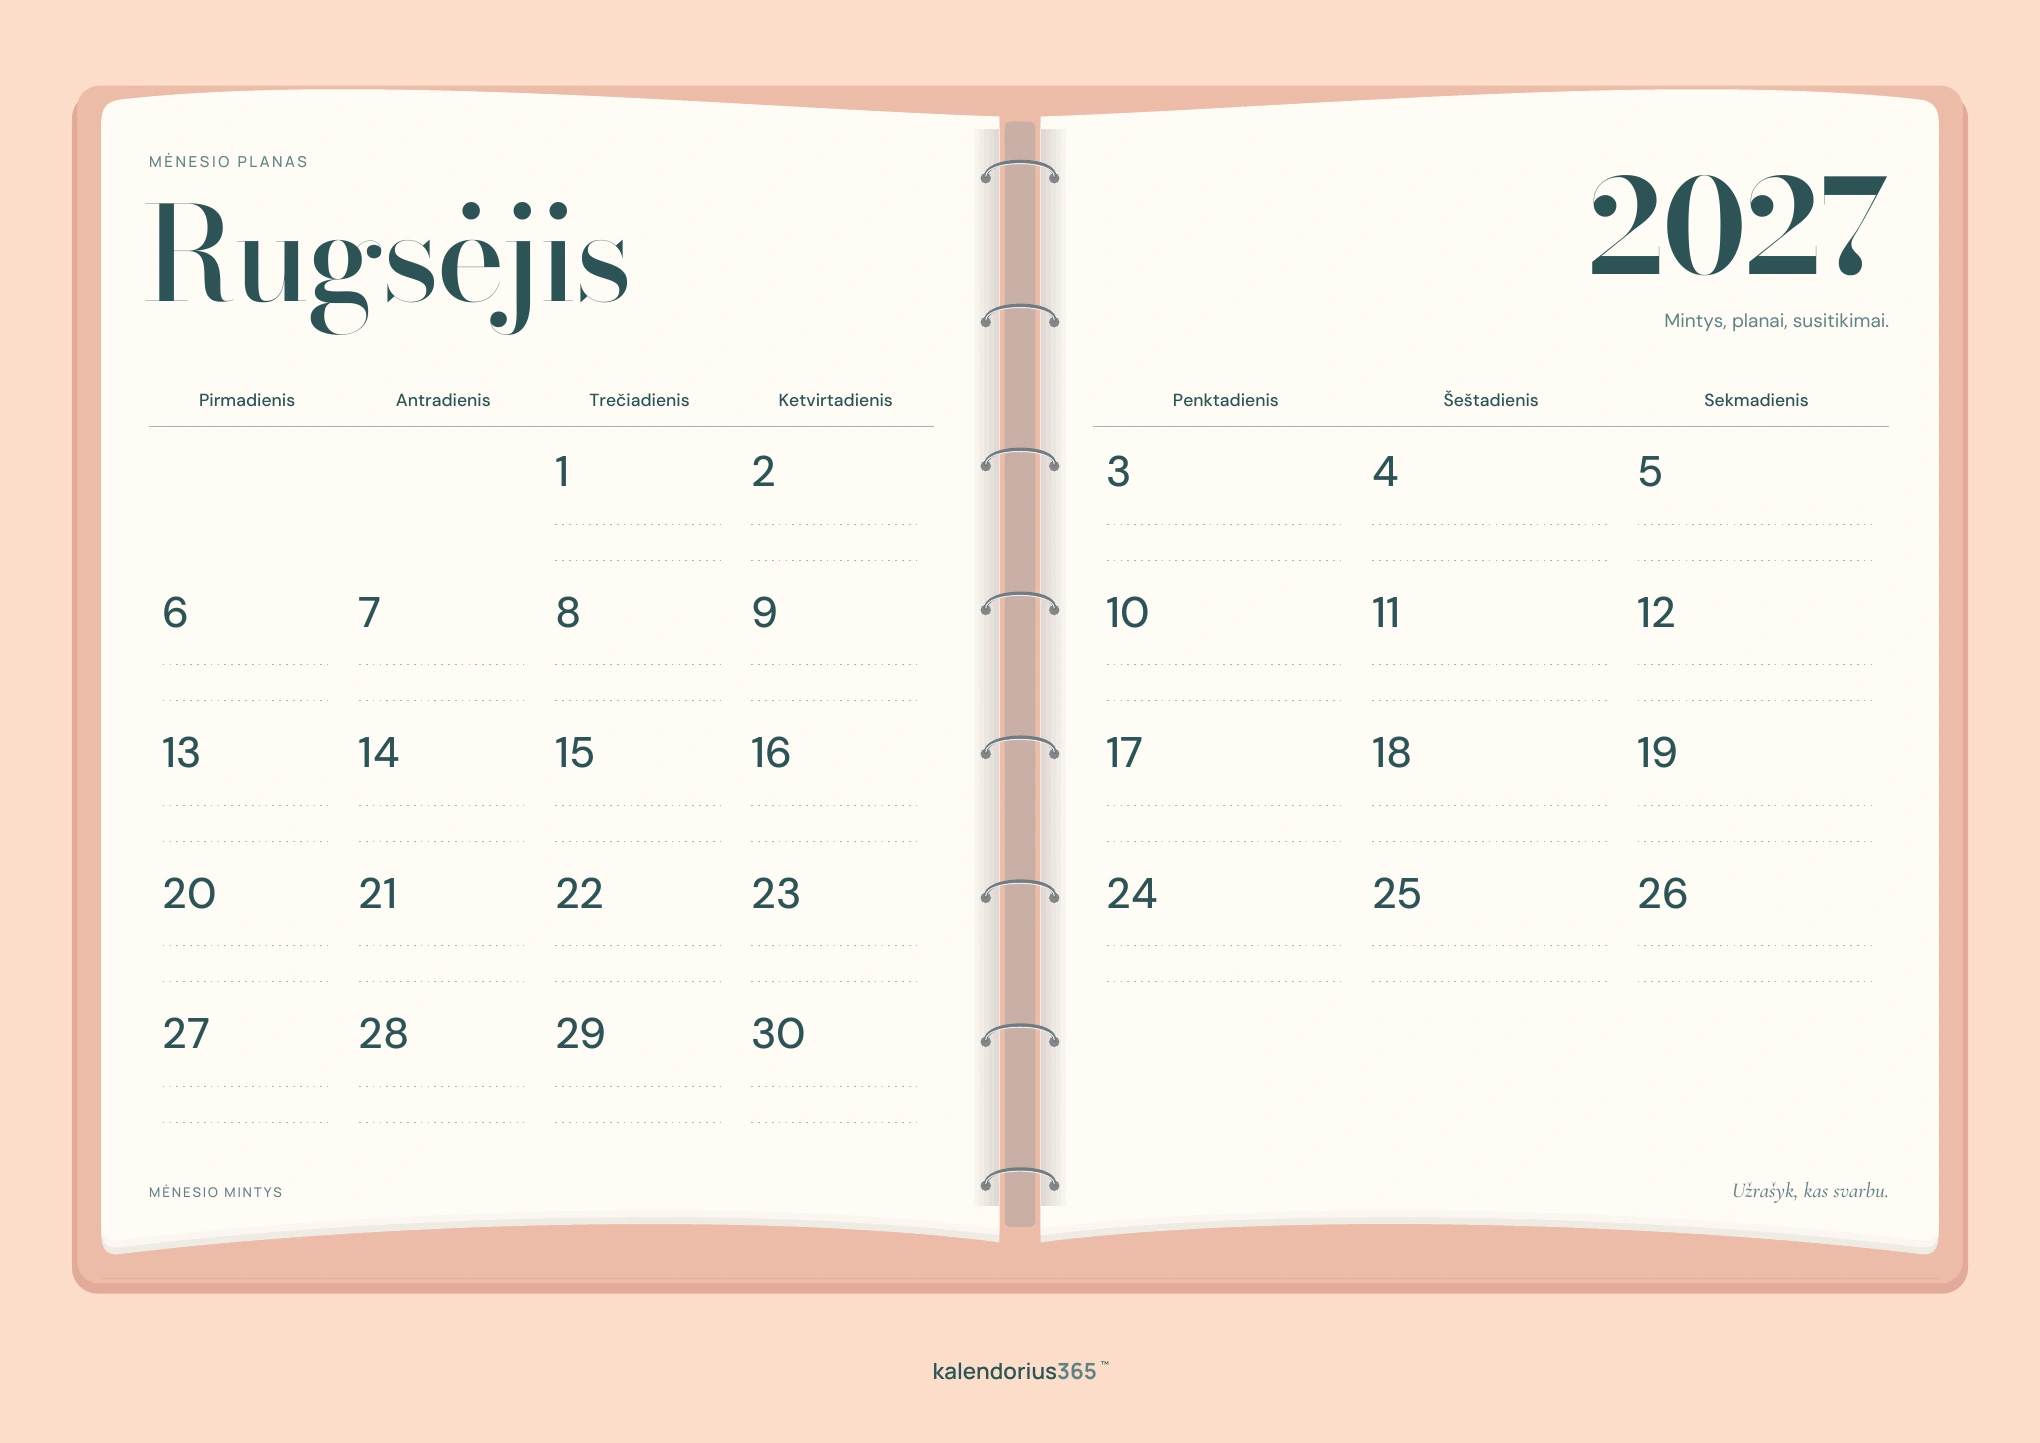 MĖNESIO PLANAS
Rugsėjis
2027
Mintys, planai, susitikimai.
Pirmadienis Antradienis Trečiadienis Ketvirtadienis Penktadienis Šeštadienis Sekmadienis
1 2 3 4 5
6 7 8 9 10 11 12
13 14 15 16 17 18 19
20 21 22 23 24 25 26
27 28 29 30
MĖNESIO MINTYS
Užrašyk, kas svarbu.
kalendorius365™